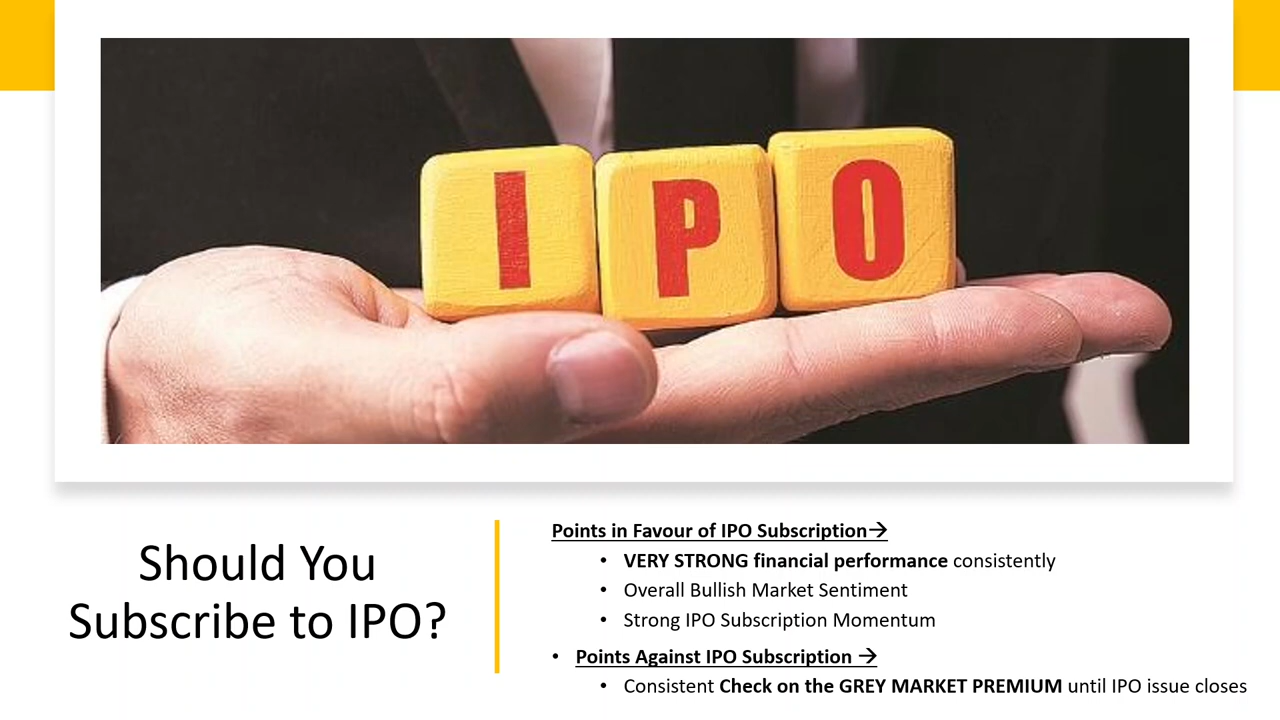 I P O
Should You
Subscribe to IPO?
Points in Favour of IPO Subscription→
• VERY STRONG financial performance consistently
• Overall Bullish Market Sentiment
• Strong IPO Subscription Momentum
• Points Against IPO Subscription →
• Consistent Check on the GREY MARKET PREMIUM until IPO issue closes